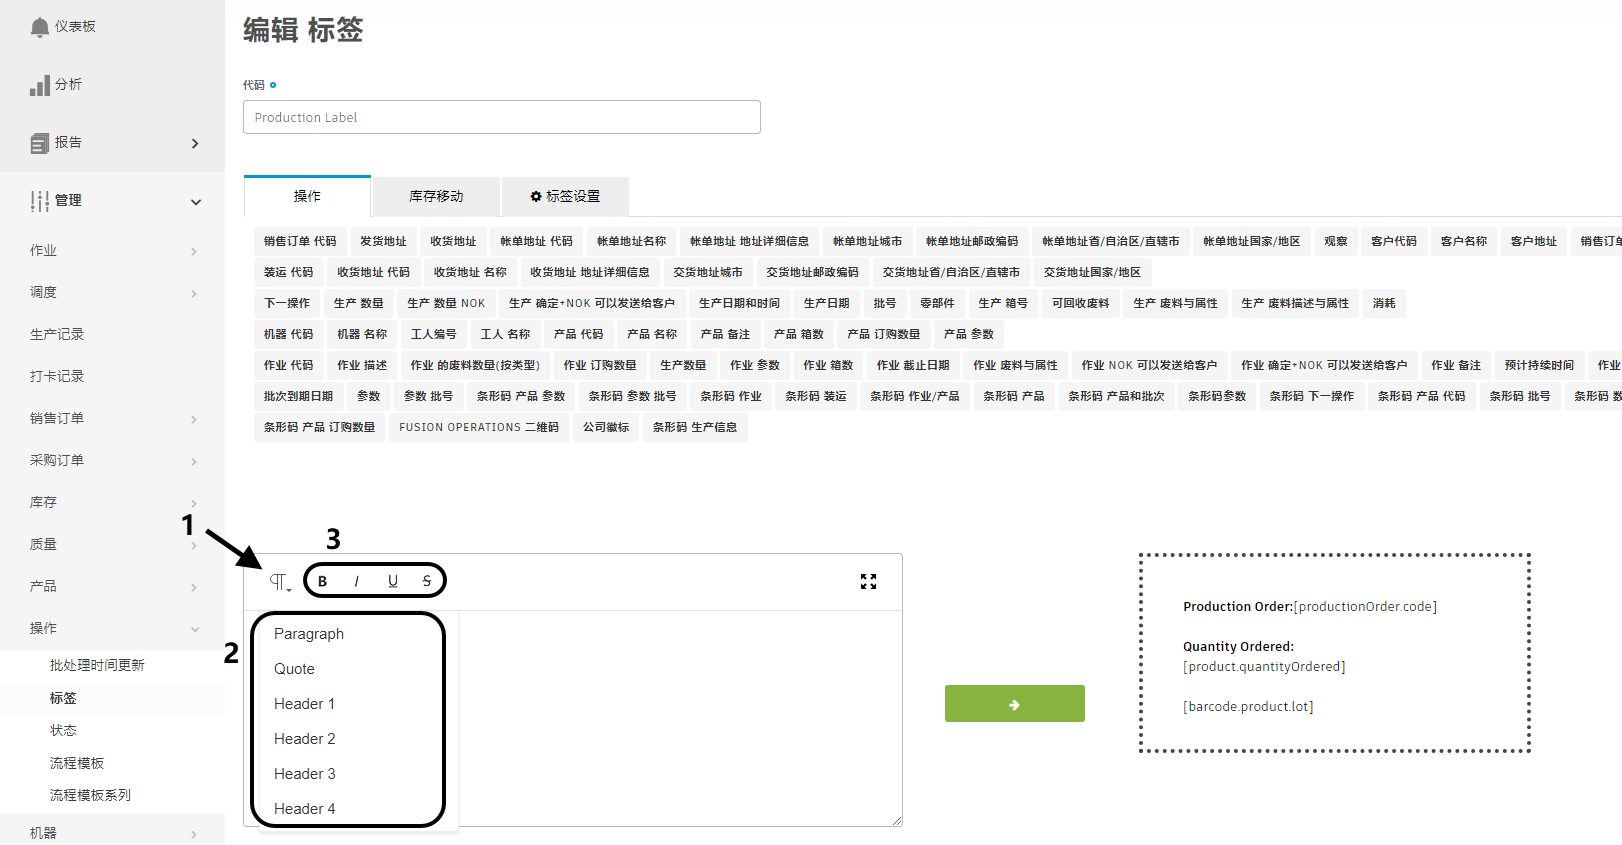 仪表板
分析
报告
管理
作业
调度
生产记录
打卡记录
销售订单
采购订单
库存
质量
产品
操作
批处理时间更新
标签
状态
流程模板
流程模板系列
机器
编辑 标签
代码
Production Label
操作 库存移动 标签设置
销售订单 代码 发货地址 收货地址 帐单地址 代码 帐单地址名称 帐单地址 地址详细信息 帐单地址城市 帐单地址邮政编码 帐单地址省/自治区/直辖市 帐单地址国家/地区 观察 客户代码 客户名称 客户地址 销售订单
装运 代码 收货地址 代码 收货地址 名称 收货地址 地址详细信息 交货地址城市 交货地址邮政编码 交货地址省/自治区/直辖市 交货地址国家/地区
下一操作 生产 数量 生产 数量 NOK 生产 确定+NOK 可以发送给客户 生产日期和时间 生产日期 批号 零部件 生产 箱号 可回收废料 生产 废料与属性 生产 废料描述与属性 消耗
机器 代码 机器 名称 工人编号 工人 名称 产品 代码 产品 名称 产品 备注 产品 箱数 产品 订购数量 产品 参数
作业 代码 作业 描述 作业 的废料数量(按类型) 作业 订购数量 生产数量 作业 参数 作业 箱数 作业 截止日期 作业 废料与属性 作业 NOK 可以发送给客户 作业 确定+NOK 可以发送给客户 作业 备注 预计持续时间 作业
批次到期日期 参数 参数 批号 条形码 产品 参数 条形码 参数 批号 条形码 作业 条形码 装运 条形码 作业/产品 条形码 产品 条形码 产品和批次 条形码参数 条形码 下一操作 条形码 产品 代码 条形码 批号 条形码 数
条形码 产品 订购数量 FUSION OPERATIONS 二维码 公司徽标 条形码 生产信息
1
3
B I U S
2
Paragraph
Quote
Header 1
Header 2
Header 3
Header 4
Production Order:[productionOrder.code]
Quantity Ordered:
[product.quantityOrdered]
[barcode.product.lot]